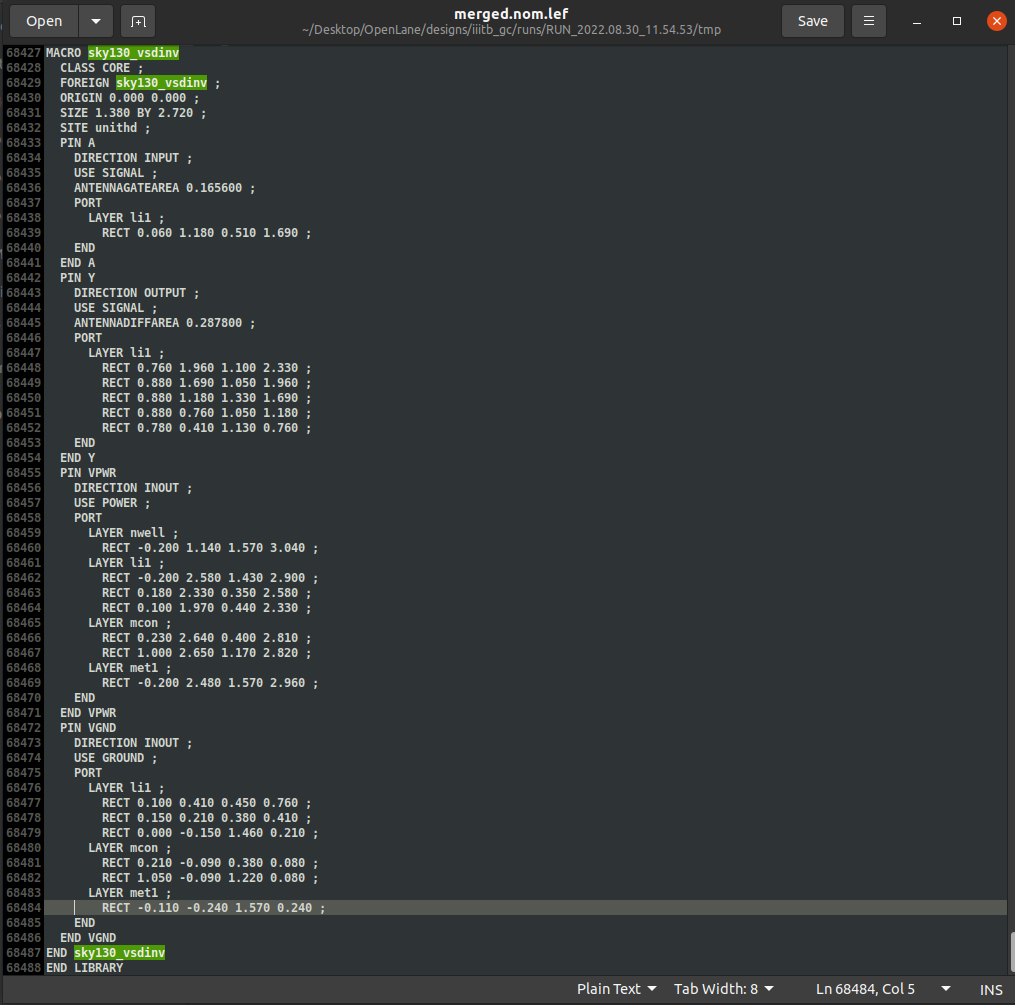 Open
merged.nom.lef
~/Desktop/OpenLane/designs/iiitb_gc/runs/RUN_2022.08.30_11.54.53/tmp
Save
68427 MACRO sky130_vsdinv
68428   CLASS CORE ;
68429   FOREIGN sky130_vsdinv ;
68430   ORIGIN 0.000 0.000 ;
68431   SIZE 1.380 BY 2.720 ;
68432   SITE unithd ;
68433   PIN A
68434     DIRECTION INPUT ;
68435     USE SIGNAL ;
68436     ANTENNAGATEAREA 0.165600 ;
68437     PORT
68438       LAYER li1 ;
68439         RECT 0.060 1.180 0.510 1.690 ;
68440     END
68441   END A
68442   PIN Y
68443     DIRECTION OUTPUT ;
68444     USE SIGNAL ;
68445     ANTENNADIFFAREA 0.287800 ;
68446     PORT
68447       LAYER li1 ;
68448         RECT 0.760 1.960 1.100 2.330 ;
68449         RECT 0.880 1.690 1.050 1.960 ;
68450         RECT 0.880 1.180 1.330 1.690 ;
68451         RECT 0.880 0.760 1.050 1.180 ;
68452         RECT 0.780 0.410 1.130 0.760 ;
68453     END
68454   END Y
68455   PIN VPWR
68456     DIRECTION INOUT ;
68457     USE POWER ;
68458     PORT
68459       LAYER nwell ;
68460         RECT -0.200 1.140 1.570 3.040 ;
68461       LAYER li1 ;
68462         RECT -0.200 2.580 1.430 2.900 ;
68463         RECT 0.180 2.330 0.350 2.580 ;
68464         RECT 0.100 1.970 0.440 2.330 ;
68465       LAYER mcon ;
68466         RECT 0.230 2.640 0.400 2.810 ;
68467         RECT 1.000 2.650 1.170 2.820 ;
68468       LAYER met1 ;
68469         RECT -0.200 2.480 1.570 2.960 ;
68470     END
68471   END VPWR
68472   PIN VGND
68473     DIRECTION INOUT ;
68474     USE GROUND ;
68475     PORT
68476       LAYER li1 ;
68477         RECT 0.100 0.410 0.450 0.760 ;
68478         RECT 0.150 0.210 0.380 0.410 ;
68479         RECT 0.000 -0.150 1.460 0.210 ;
68480       LAYER mcon ;
68481         RECT 0.210 -0.090 0.380 0.080 ;
68482         RECT 1.050 -0.090 1.220 0.080 ;
68483       LAYER met1 ;
68484         RECT -0.110 -0.240 1.570 0.240 ;
68485     END
68486   END VGND
68487 END sky130_vsdinv
68488 END LIBRARY
Plain Text Tab Width: 8 Ln 68484, Col 5 INS